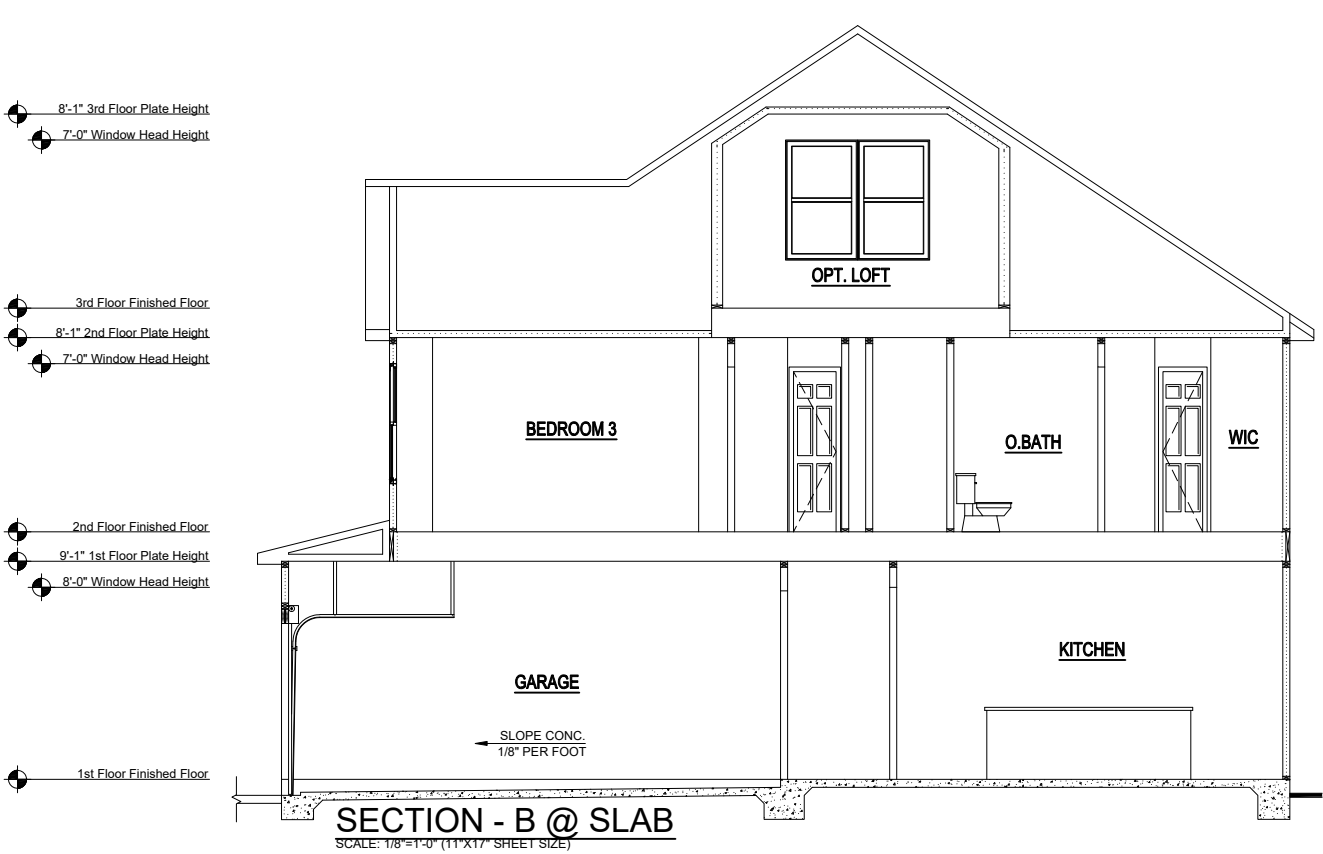 8'-1" 3rd Floor Plate Height
7'-0" Window Head Height
OPT. LOFT
3rd Floor Finished Floor
8'-1" 2nd Floor Plate Height
7'-0" Window Head Height
BEDROOM 3
O.BATH
WIC
2nd Floor Finished Floor
9'-1" 1st Floor Plate Height
8'-0" Window Head Height
KITCHEN
GARAGE
SLOPE CONC.
1/8" PER FOOT
1st Floor Finished Floor
SECTION - B @ SLAB
SCALE: 1/8"=1'-0" (11"X17" SHEET SIZE)